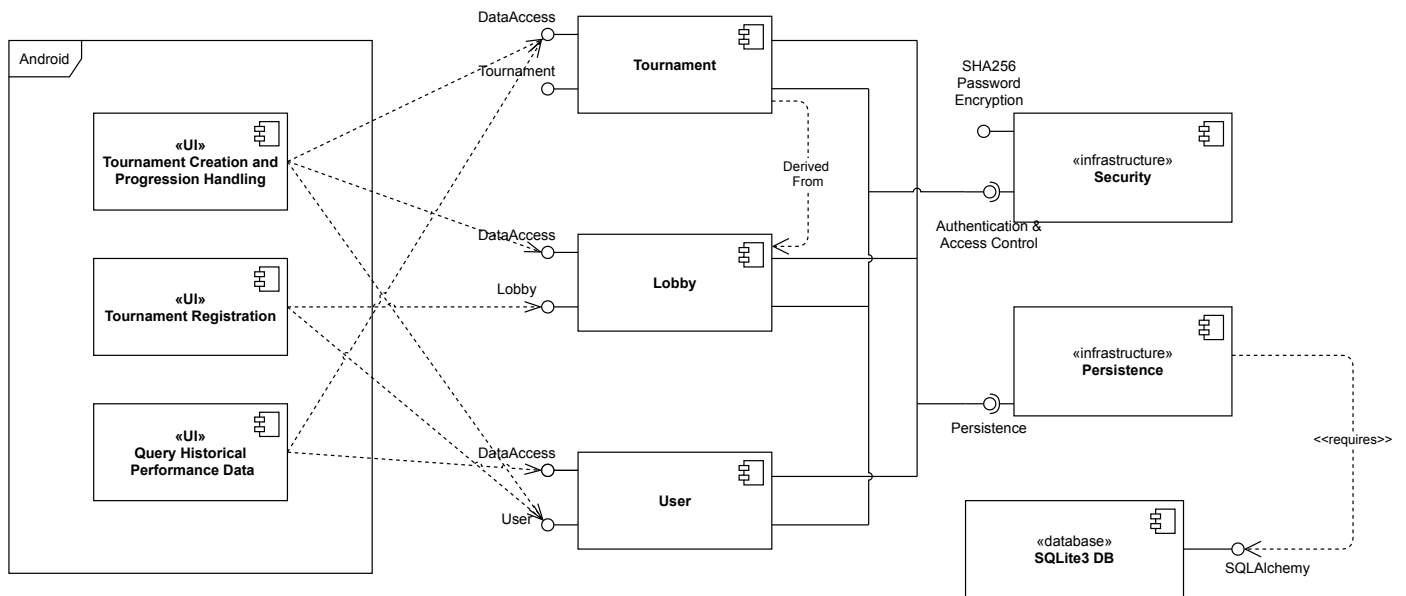 Android
«UI»
Tournament Creation and
Progression Handling
«UI»
Tournament Registration
«UI»
Query Historical
Performance Data
DataAccess
Tournament
Tournament
Derived
From
DataAccess
Lobby
Lobby
DataAccess
User
User
SHA256
Password
Encryption
«infrastructure»
Security
Authentication &
Access Control
«infrastructure»
Persistence
Persistence
<<requires>>
«database»
SQLite3 DB
SQLAlchemy